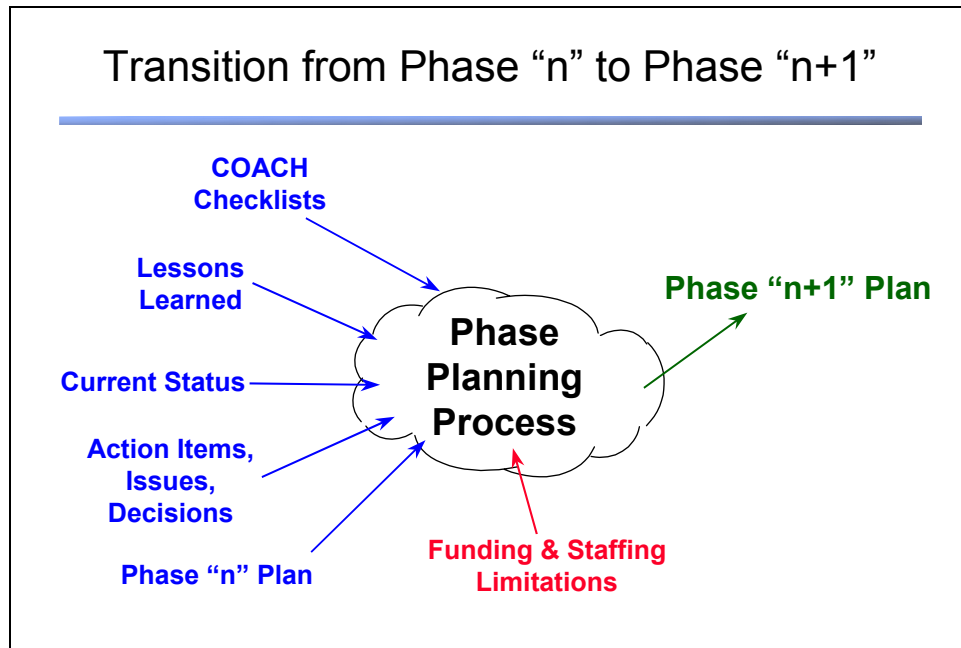 Transition from Phase “n” to Phase “n+1”
COACH
Checklists
Lessons
Learned
Current Status
Action Items,
Issues,
Decisions
Phase “n” Plan
Phase
Planning
Process
Funding & Staffing
Limitations
Phase “n+1” Plan